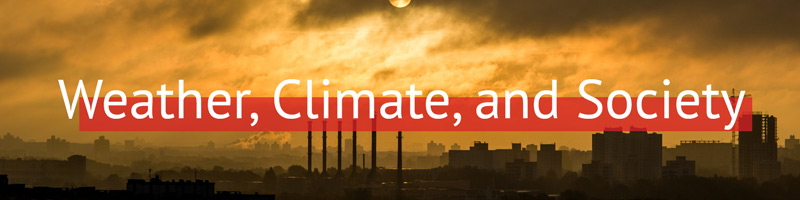 Weather, Climate, and Society